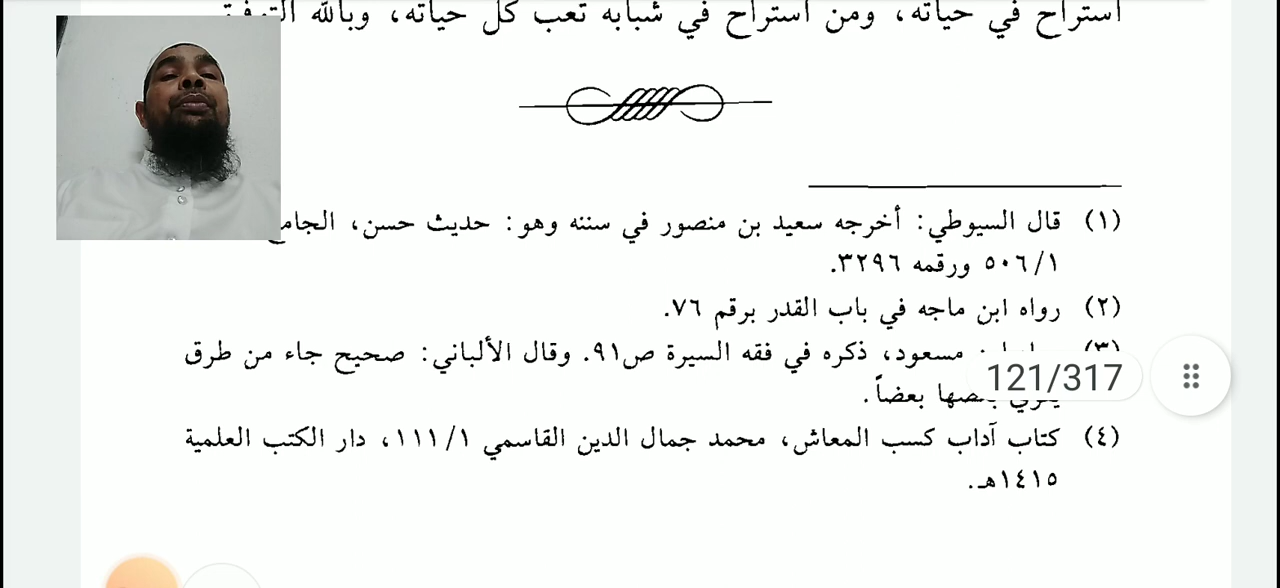 استراح في حياته، ومن استراح في شبابه تعب كل حياته، وبالله
(١) قال السيوطي: أخرجه سعيد بن منصور في سننه وهو: حديث حسن، الجامع
٥٠٦/١ ورقمه ٣٢٩٦.
(٢) رواه ابن ماجه في باب القدر برقم ٧٦.
(٣) مسعود، ذكره في فقه السيرة ص٩١. وقال الألباني: صحيح جاء من طرق
بعضاً.
121/317
(٤) كتاب آداب كسب المعاش، محمد جمال الدين القاسمي ١١١/١، دار الكتب العلمية
١٤١٥هـ.